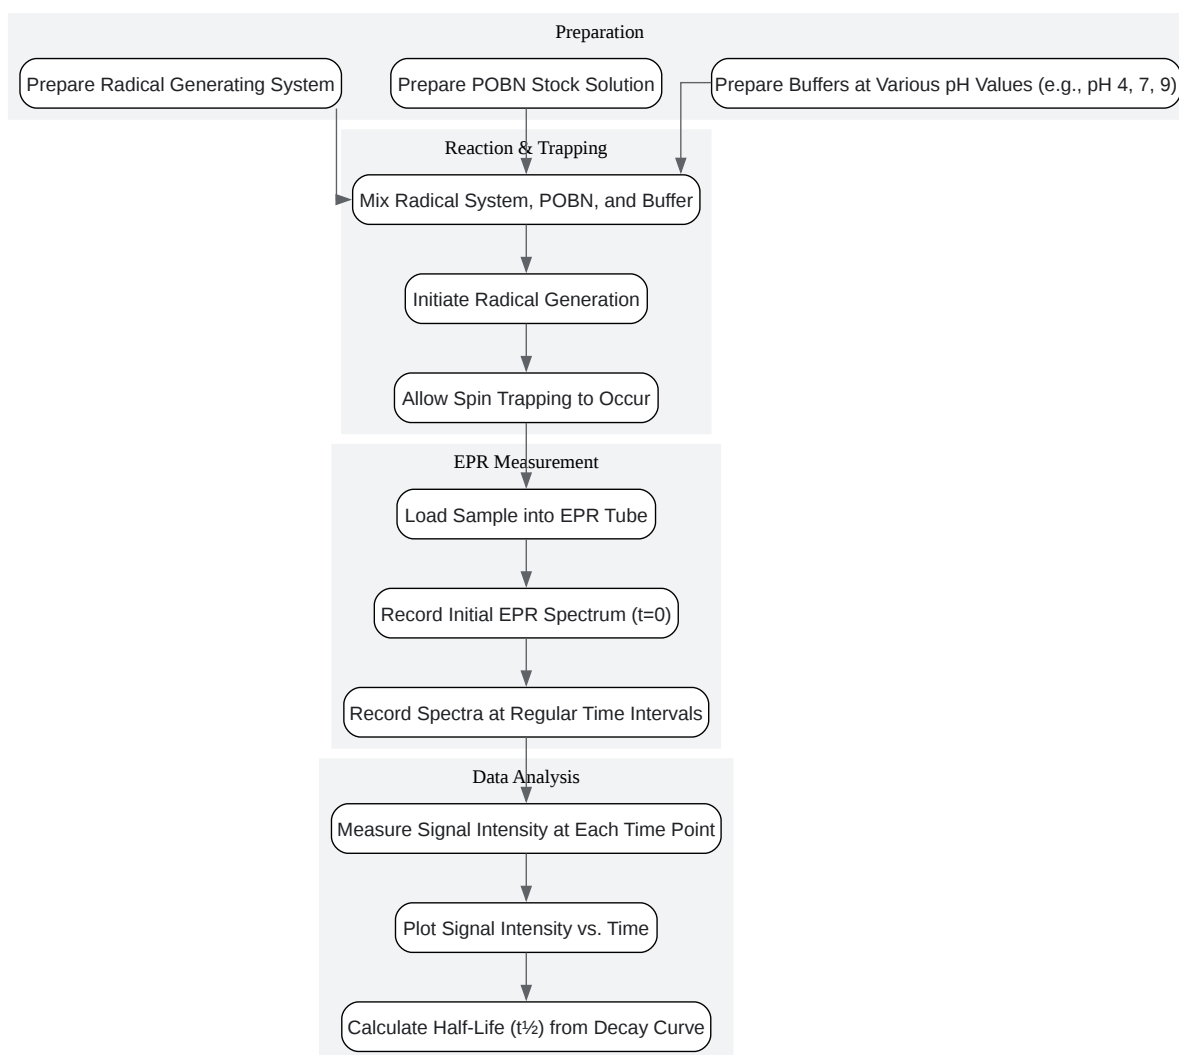 Preparation
Prepare Radical Generating System
Prepare POBN Stock Solution
Prepare Buffers at Various pH Values (e.g., pH 4, 7, 9)
Reaction & Trapping
Mix Radical System, POBN, and Buffer
Initiate Radical Generation
Allow Spin Trapping to Occur
EPR Measurement
Load Sample into EPR Tube
Record Initial EPR Spectrum (t=0)
Record Spectra at Regular Time Intervals
Data Analysis
Measure Signal Intensity at Each Time Point
Plot Signal Intensity vs. Time
Calculate Half-Life (t½) from Decay Curve